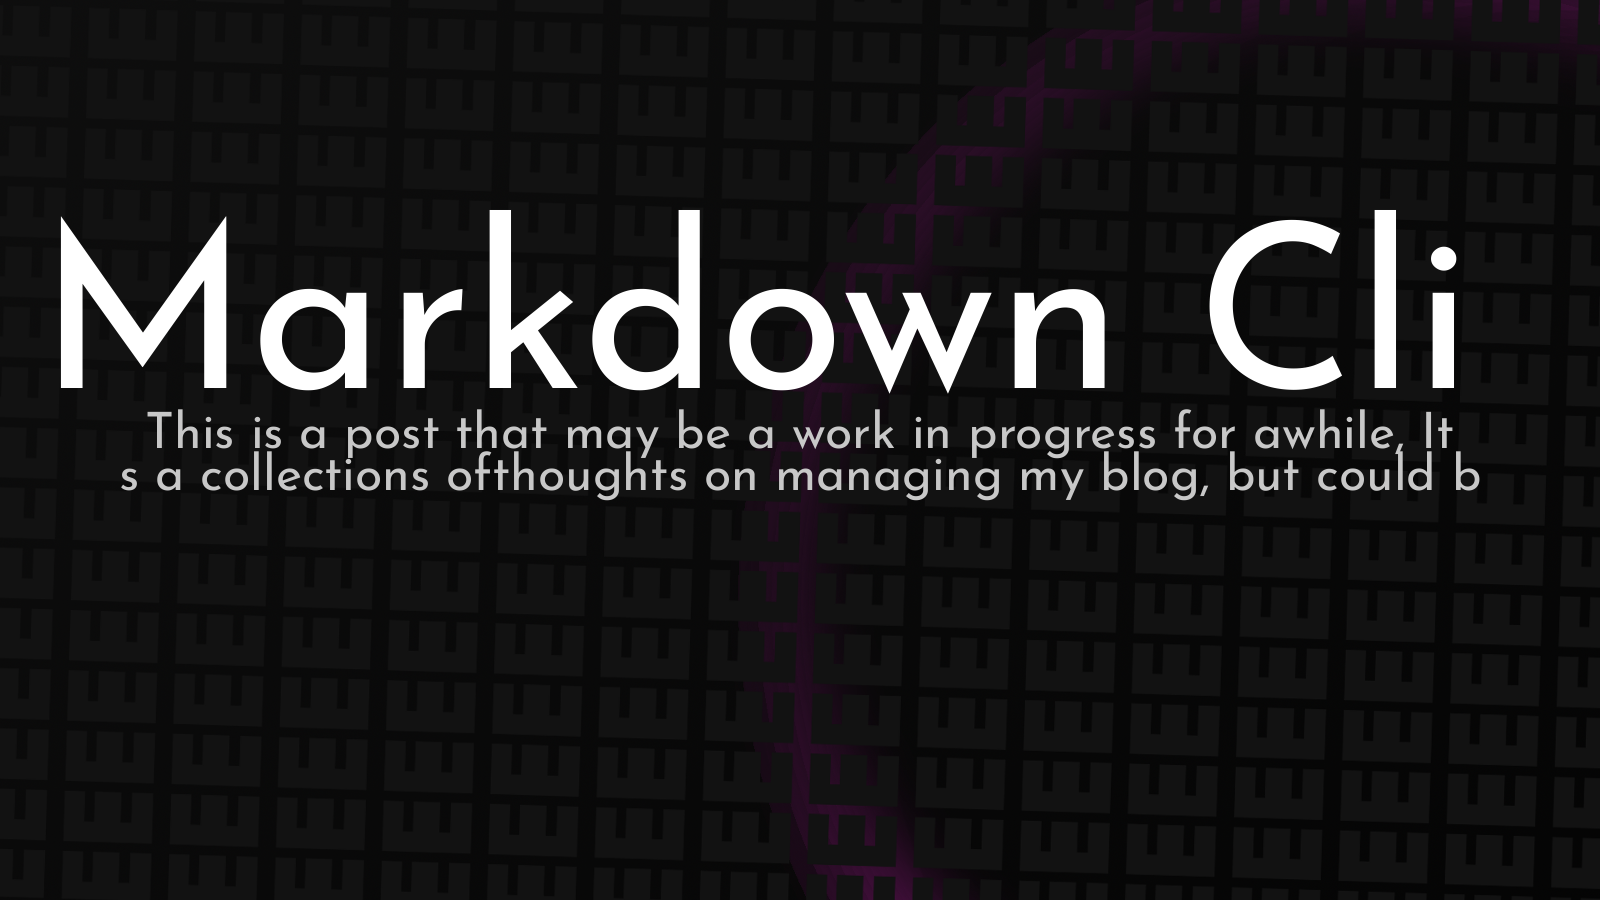 Markdown Cli
This is a post that may be a work in progress for awhile, It
s a collections ofthoughts on managing my blog, but could b